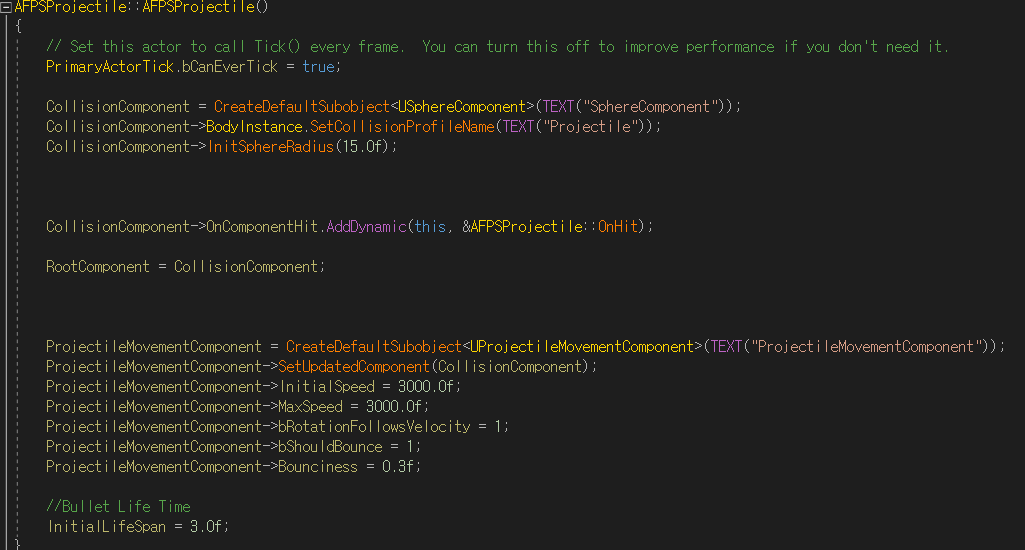 AFPSProjectile::AFPSProjectile()
{
// Set this actor to call Tick() every frame.  You can turn this off to improve performance if you don't need it.
PrimaryActorTick.bCanEverTick = true;
CollisionComponent = CreateDefaultSubobject<USphereComponent>(TEXT("SphereComponent"));
CollisionComponent->BodyInstance.SetCollisionProfileName(TEXT("Projectile"));
CollisionComponent->InitSphereRadius(15.0f);
CollisionComponent->OnComponentHit.AddDynamic(this, &AFPSProjectile::OnHit);
RootComponent = CollisionComponent;
ProjectileMovementComponent = CreateDefaultSubobject<UProjectileMovementComponent>(TEXT("ProjectileMovementComponent"));
ProjectileMovementComponent->SetUpdatedComponent(CollisionComponent);
ProjectileMovementComponent->InitialSpeed = 3000.0f;
ProjectileMovementComponent->MaxSpeed = 3000.0f;
ProjectileMovementComponent->bRotationFollowsVelocity = 1;
ProjectileMovementComponent->bShouldBounce = 1;
ProjectileMovementComponent->Bounciness = 0.3f;
//Bullet Life Time
InitialLifeSpan = 3.0f;
}